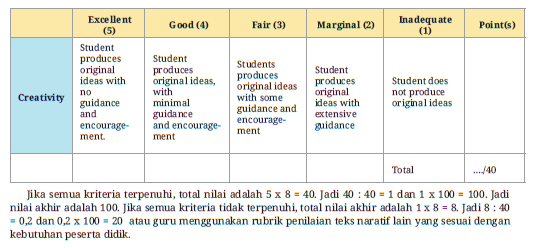 Excellent (5)
Good (4)
Fair (3)
Marginal (2)
Inadequate (1)
Point(s)
Creativity
Student
produces
original
ideas with
no
guidance
and
encourage-
ment.
Student
produces
original ideas,
with
minimal
guidance
and encourage-
ment
Students
produces
original ideas
with some
guidance and
encourage-
ment
Student
produces
original
ideas with
extensive
guidance
Student does
not produce
original ideas
Total
..../40
Jika semua kriteria terpenuhi, total nilai adalah 5 x 8 = 40. Jadi 40 : 40 = 1 dan 1 x 100 = 100. Jadi
nilai akhir adalah 100. Jika semua kriteria tidak terpenuhi, total nilai akhir adalah 1 x 8 = 8. Jadi 8 : 40
= 0,2 dan 0,2 x 100 = 20 atau guru menggunakan rubrik penilaian teks naratif lain yang sesuai dengan
kebutuhan peserta didik.